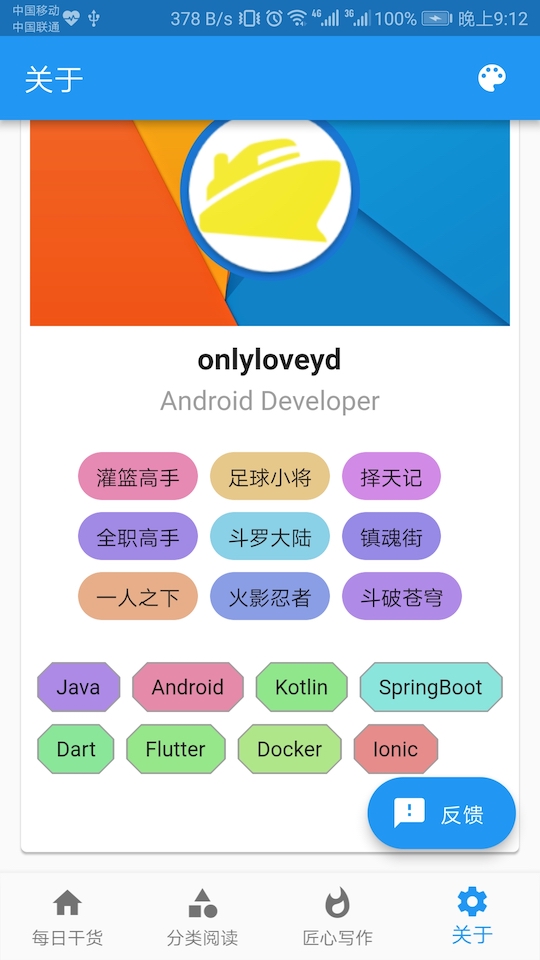 中国移动
中国联通
378 B/s 4G 3G 100% 晚上9:12
关于
onlyloveyd
Android Developer
灌篮高手 足球小将 择天记
全职高手 斗罗大陆 镇魂街
一人之下 火影忍者 斗破苍穹
Java Android Kotlin SpringBoot
Dart Flutter Docker Ionic
反馈
每日干货 分类阅读 匠心写作 关于